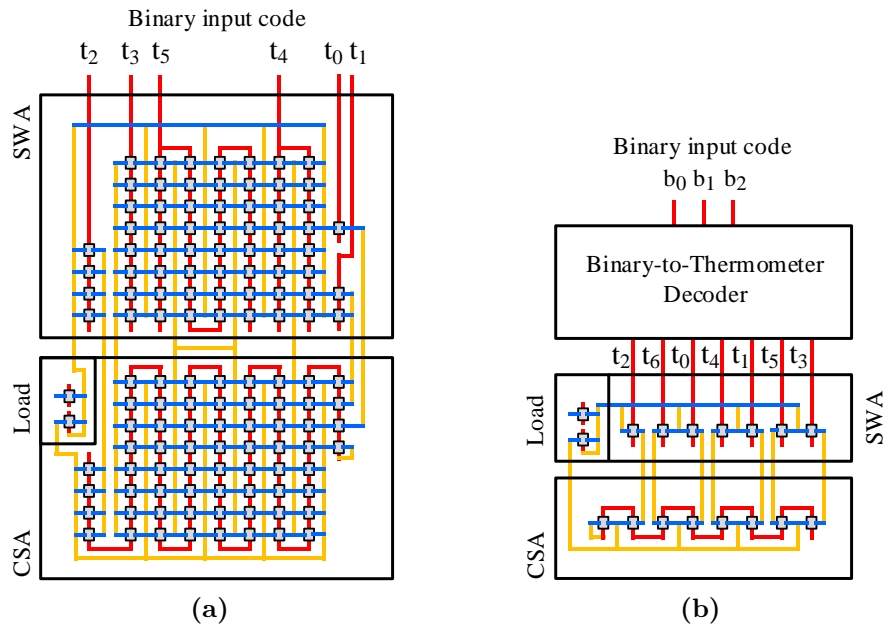 Binary input code
t2 t3 t5 t4 t0 t1
SWA
Load
CSA
(a)
Binary input code
b0 b1 b2
Binary-to-Thermometer
Decoder
t2 t6 t0 t4 t1 t5 t3
Load
SWA
CSA
(b)